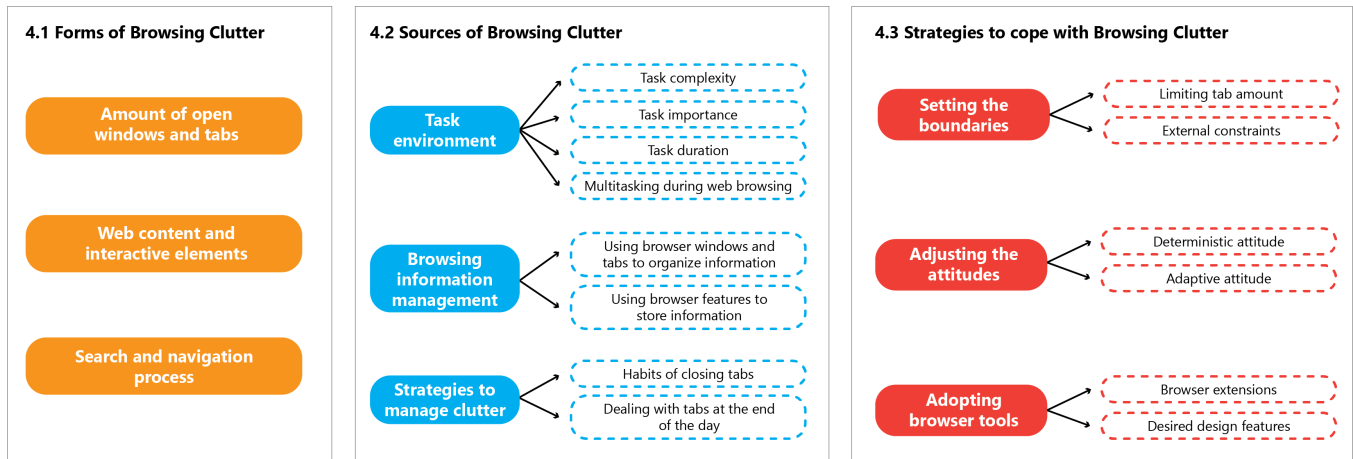 4.1 Forms of Browsing Clutter
Amount of open
windows and tabs
Web content and
interactive elements
Search and navigation
process
4.2 Sources of Browsing Clutter
Task
environment
Task complexity
Task importance
Task duration
Multitasking during web browsing
Browsing
information
management
Using browser windows and
tabs to organize information
Using browser features to
store information
Strategies to
manage clutter
Habits of closing tabs
Dealing with tabs at the end
of the day
4.3 Strategies to cope with Browsing Clutter
Setting the
boundaries
Limiting tab amount
External constraints
Adjusting the
attitudes
Deterministic attitude
Adaptive attitude
Adopting
browser tools
Browser extensions
Desired design features